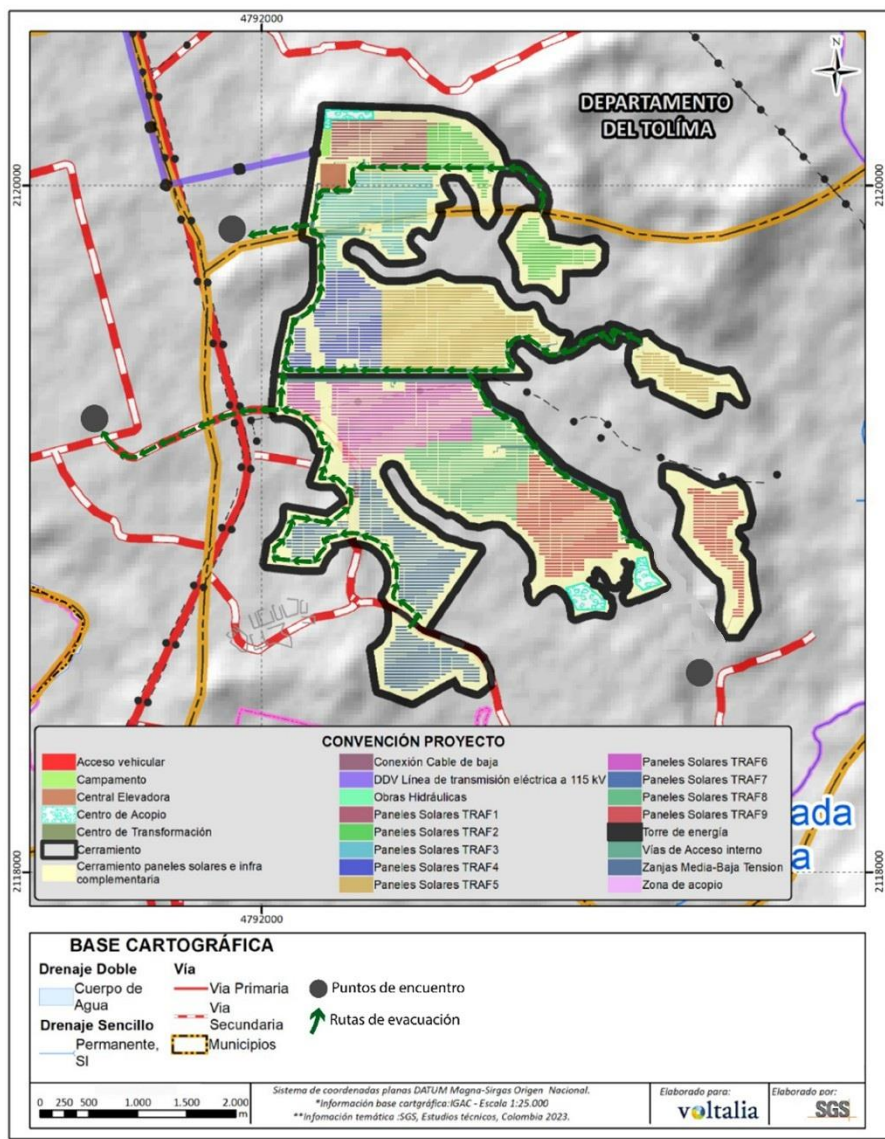 4792000
DEPARTAMENTO
DEL TOLÍMA
N
2120000
2120000
CONVENCIÓN PROYECTO
Acceso vehicular
Campamento
Central Elevadora
Centro de Acopio
Centro de Transformación
Cerramiento
Cerramiento paneles solares e infra
complementaria
Conexión Cable de baja
DDV Línea de transmisión eléctrica a 115 kV
Obras Hidráulicas
Paneles Solares TRAF1
Paneles Solares TRAF2
Paneles Solares TRAF3
Paneles Solares TRAF4
Paneles Solares TRAF5
Paneles Solares TRAF6
Paneles Solares TRAF7
Paneles Solares TRAF8
Paneles Solares TRAF9
Torre de energía
Vías de Acceso interno
Zanjas Media-Baja Tension
Zona de acopio
ada
a
2118000
2118000
4792000
BASE CARTOGRÁFICA
Drenaje Doble
Cuerpo de
Agua
Drenaje Sencillo
Permanente,
SI
Vía
Via Primaria
Via
Secundaria
Municipios
Puntos de encuentro
Rutas de evacuación
0 250 500 1.000 1.500 2.000
m
Sistema de coordenadas planas DATUM Magna-Sirgas Origen Nacional.
*Información base cartgráfica:IGAC - Escala 1:25.000
**Infomación temática :SGS, Estudios técnicos, Colombia 2023.
Elaborado para:
voltalia
Elaborado por:
SGS